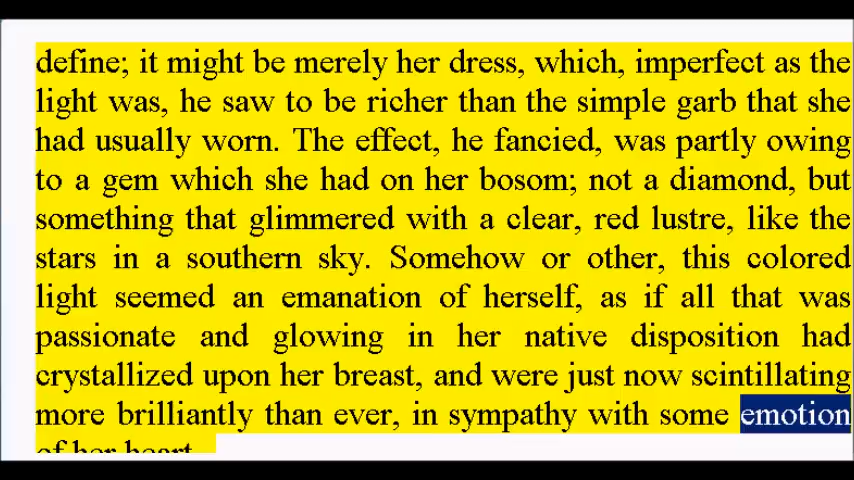 define; it might be merely her dress, which, imperfect as the
light was, he saw to be richer than the simple garb that she
had usually worn. The effect, he fancied, was partly owing
to a gem which she had on her bosom; not a diamond, but
something that glimmered with a clear, red lustre, like the
stars in a southern sky. Somehow or other, this colored
light seemed an emanation of herself, as if all that was
passionate and glowing in her native disposition had
crystallized upon her breast, and were just now scintillating
more brilliantly than ever, in sympathy with some emotion
of her heart.